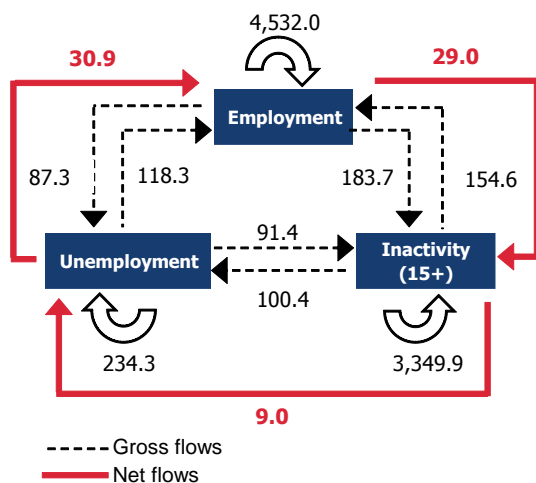 4,532.0
30.9
29.0
Employment
87.3
118.3
183.7
154.6
Unemployment
91.4
Inactivity
(15+)
100.4
234.3
3,349.9
9.0
Gross flows
Net flows